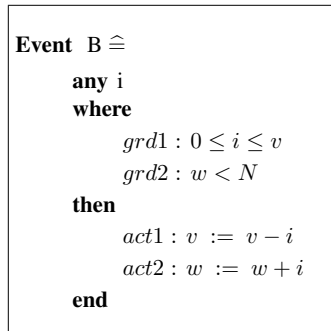 Event B ≙
any i
where
grd1 : 0 ≤ i ≤ v
grd2 : w < N
then
act1 : v := v − i
act2 : w := w + i
end